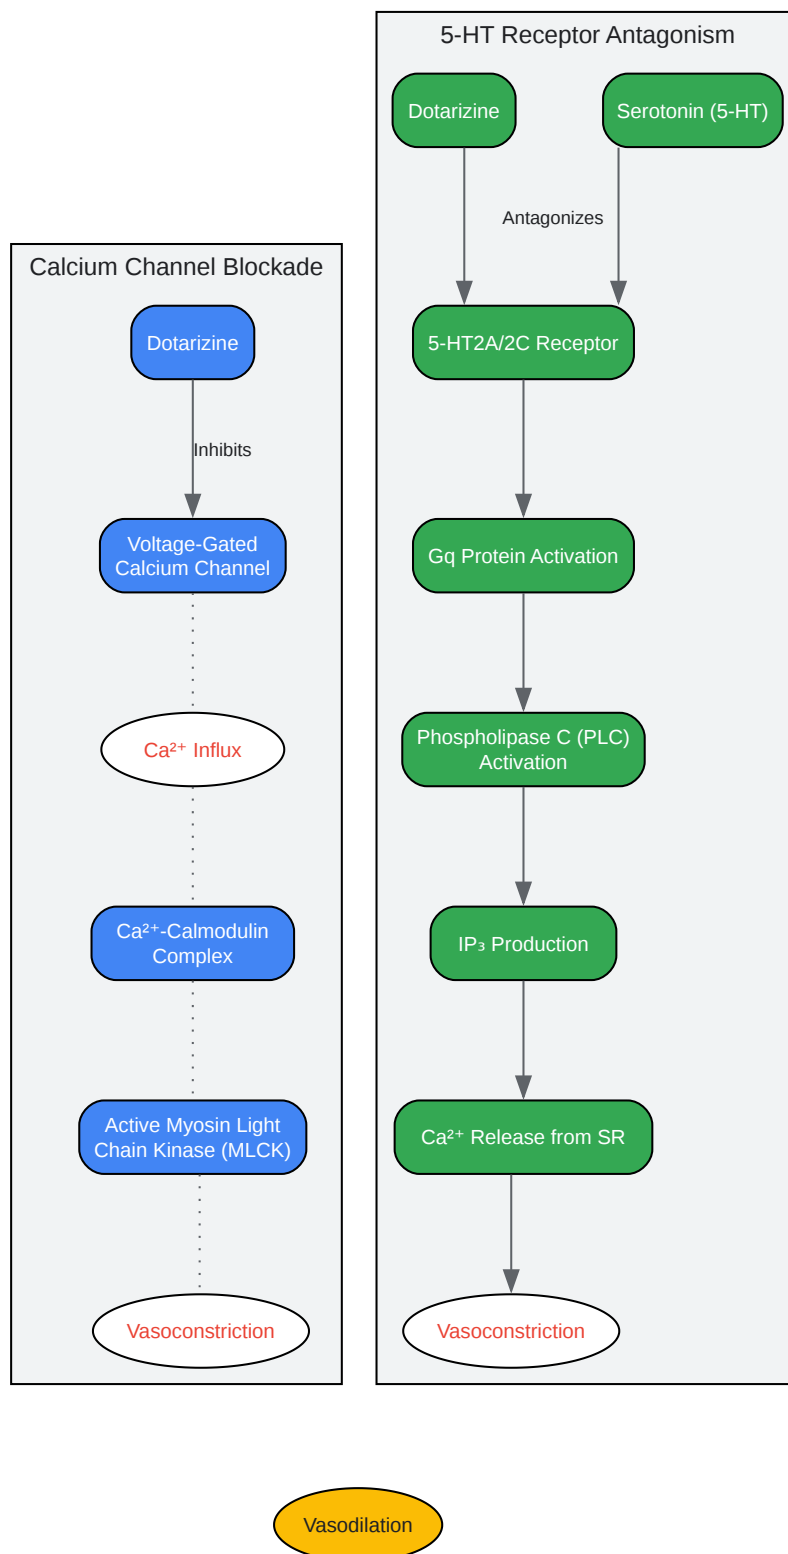 5-HT Receptor Antagonism
Dotarizine
Serotonin (5-HT)
Antagonizes
5-HT2A/2C Receptor
Gq Protein Activation
Phospholipase C (PLC)
Activation
IP₃ Production
Ca²⁺ Release from SR
Vasoconstriction
Calcium Channel Blockade
Dotarizine
Inhibits
Voltage-Gated
Calcium Channel
Ca²⁺ Influx
Ca²⁺-Calmodulin
Complex
Active Myosin Light
Chain Kinase (MLCK)
Vasoconstriction
Vasodilation